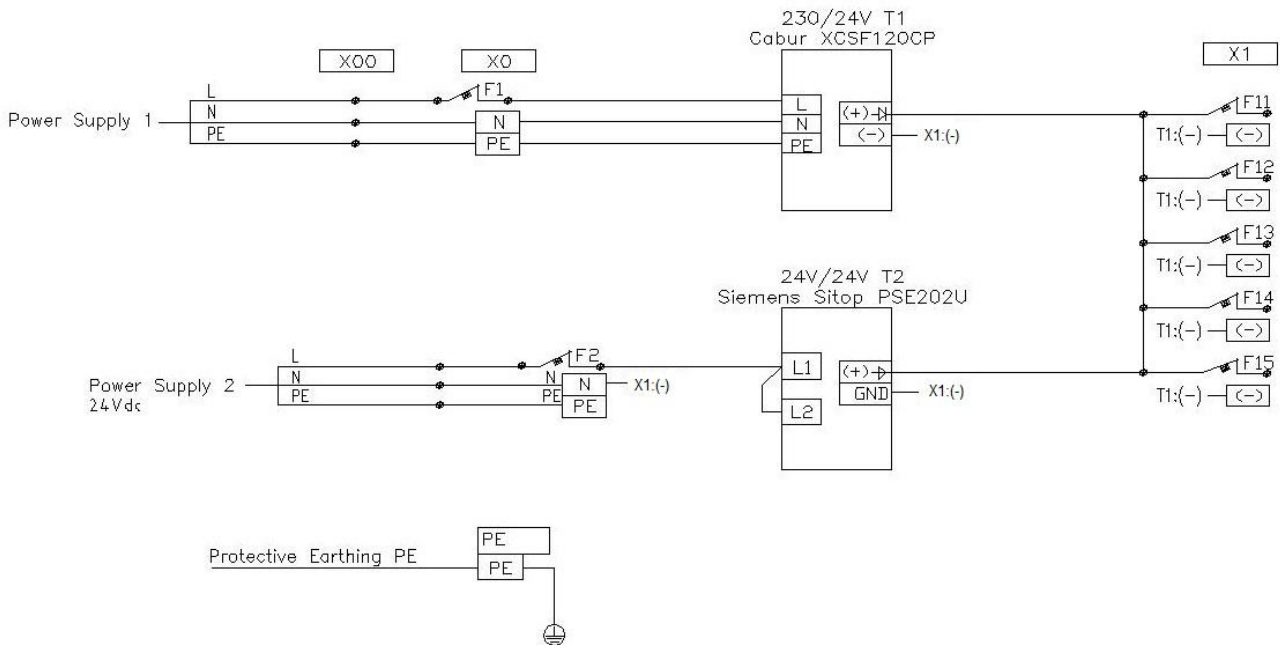 230/24V T1
Cabur XCSF120CP
X00
X0
X1
L
F1
L
(+)
F11
Power Supply 1
N
N
N
(-)
X1:(-)
T1:(-)
(-)
PE
PE
PE
F12
T1:(-)
(-)
F13
T1:(-)
(-)
24V/24V T2
Siemens Sitop PSE202U
F14
T1:(-)
(-)
L
F2
L1
(+)
F15
Power Supply 2
24Vdc
N
N
N
X1:(-)
GND
X1:(-)
T1:(-)
(-)
PE
PE
PE
L2
PE
Protective Earthing PE
PE